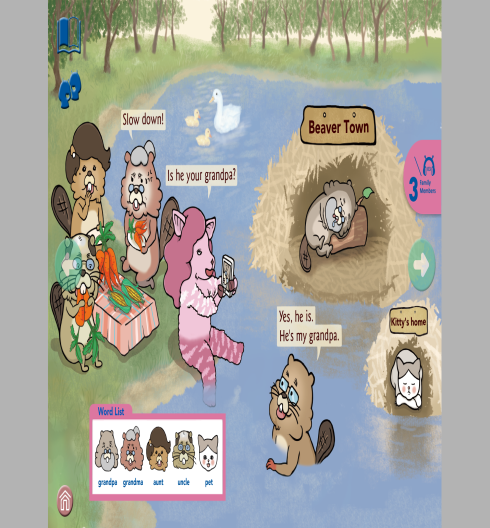 Slow down!
Is he your grandpa?
Beaver Town
3
Family
Members
Yes, he is.
He's my grandpa.
Kitty's home
Word List
grandpa grandma aunt uncle pet